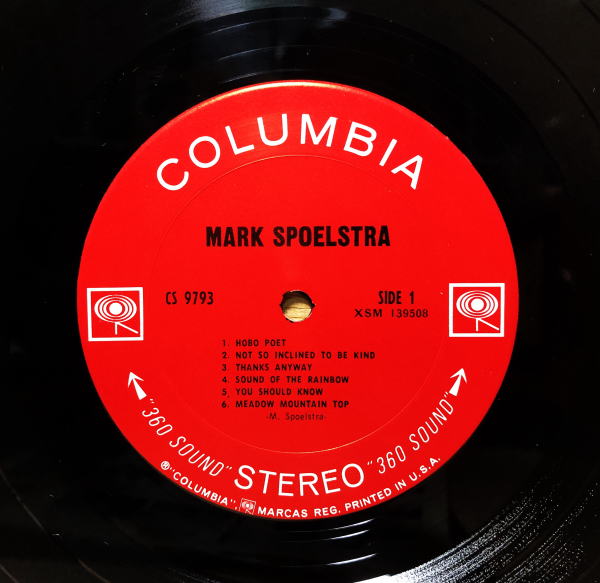 COLUMBIA
MARK SPOELSTRA
CS 9793
SIDE 1
XSM 139508
1. HOBO POET
2. NOT SO INCLINED TO BE KIND
3. THANKS ANYWAY
4. SOUND OF THE RAINBOW
5. YOU SHOULD KNOW
6. MEADOW MOUNTAIN TOP
-M. Spoelstra-
"360 SOUND" STEREO "360 SOUND"
® "COLUMBIA", MARCAS REG. PRINTED IN U.S.A.